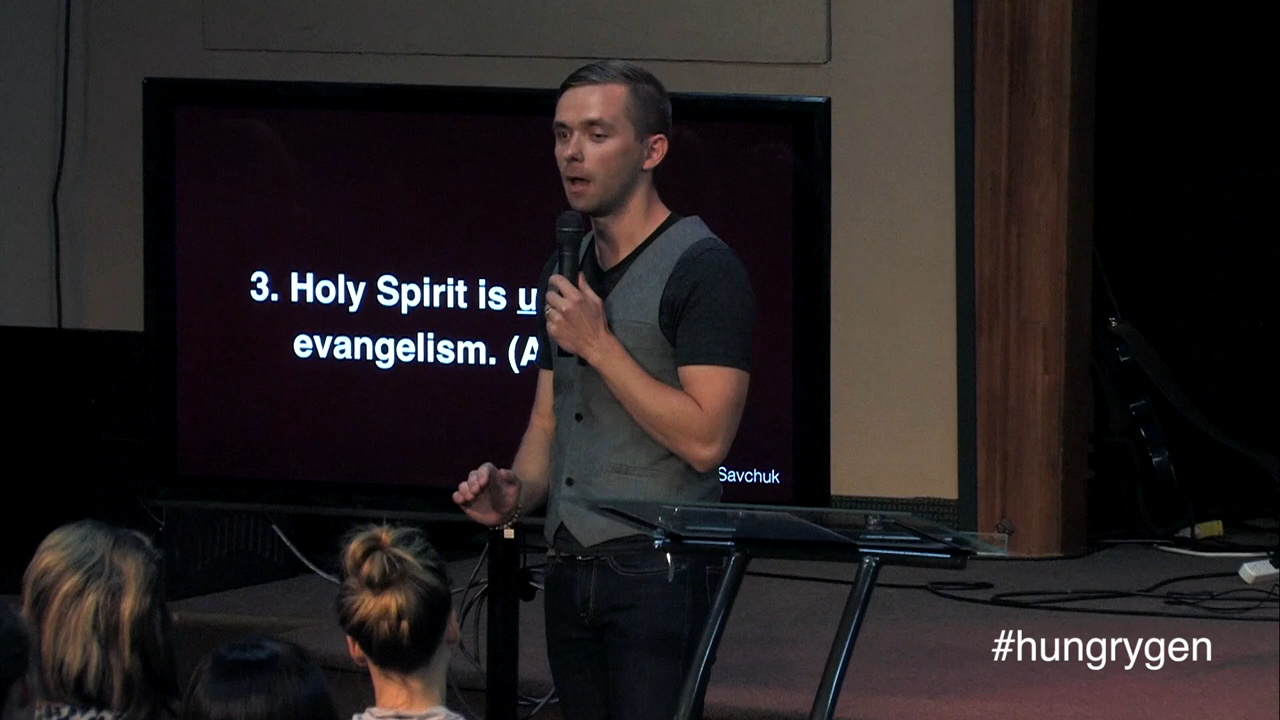 3. Holy Spirit is
evangelism. (A
Savchuk
#hungrygen